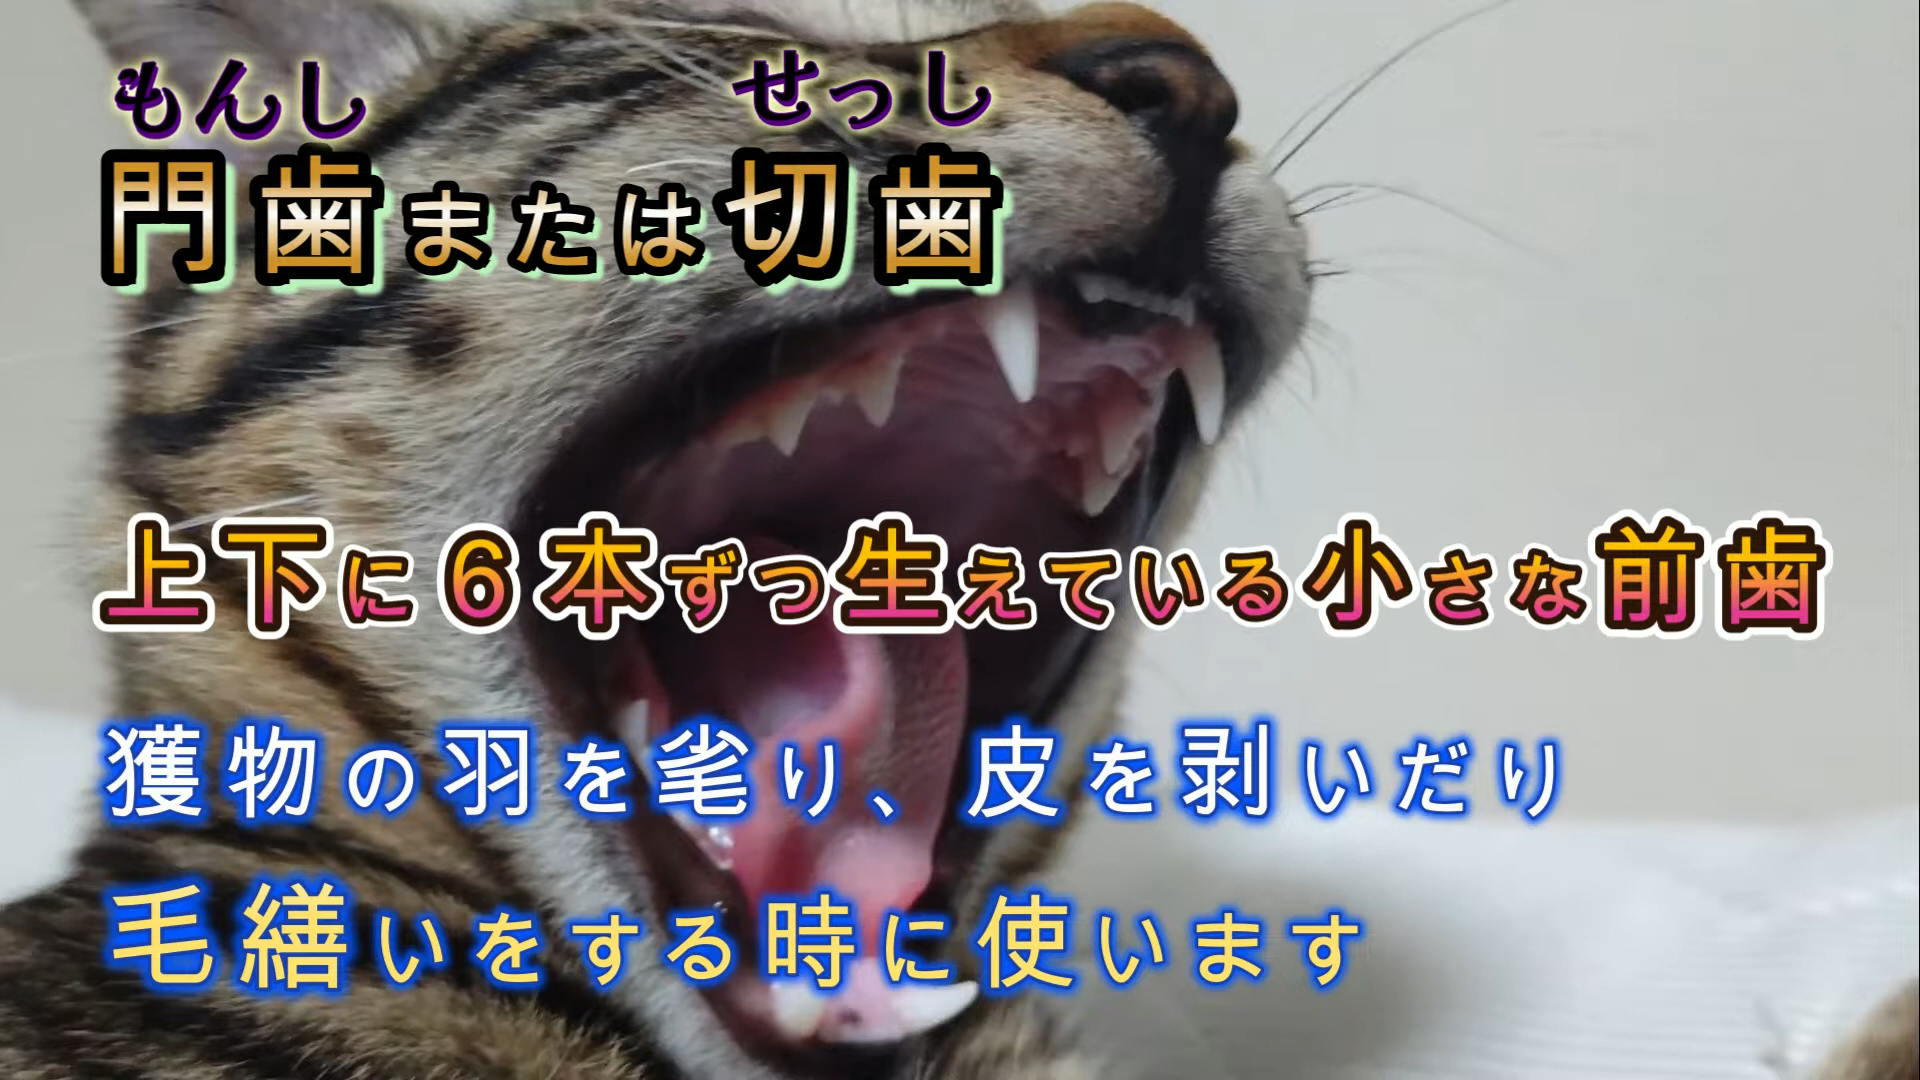 もんし せっし
門歯または切歯
上下に6本ずつ生えている小さな前歯
獲物の羽を毟り、皮を剥いだり
毛繕いをする時に使います